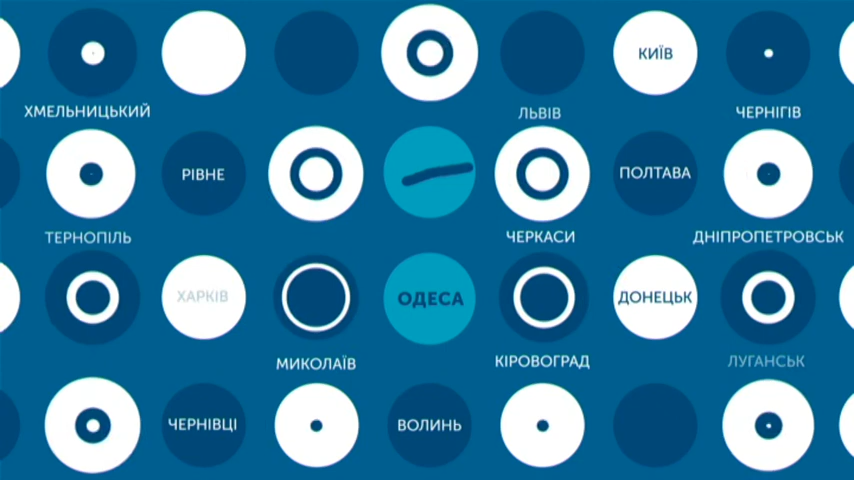 КИЇВ
ХМЕЛЬНИЦЬКИЙ
ЛЬВІВ
ЧЕРНІГІВ
РІВНЕ
ПОЛТАВА
ТЕРНОПІЛЬ
ЧЕРКАСИ
ДНІПРОПЕТРОВСЬК
ХАРКІВ
ОДЕСА
ДОНЕЦЬК
МИКОЛАЇВ
КІРОВОГРАД
ЛУГАНСЬК
ЧЕРНІВЦІ
ВОЛИНЬ